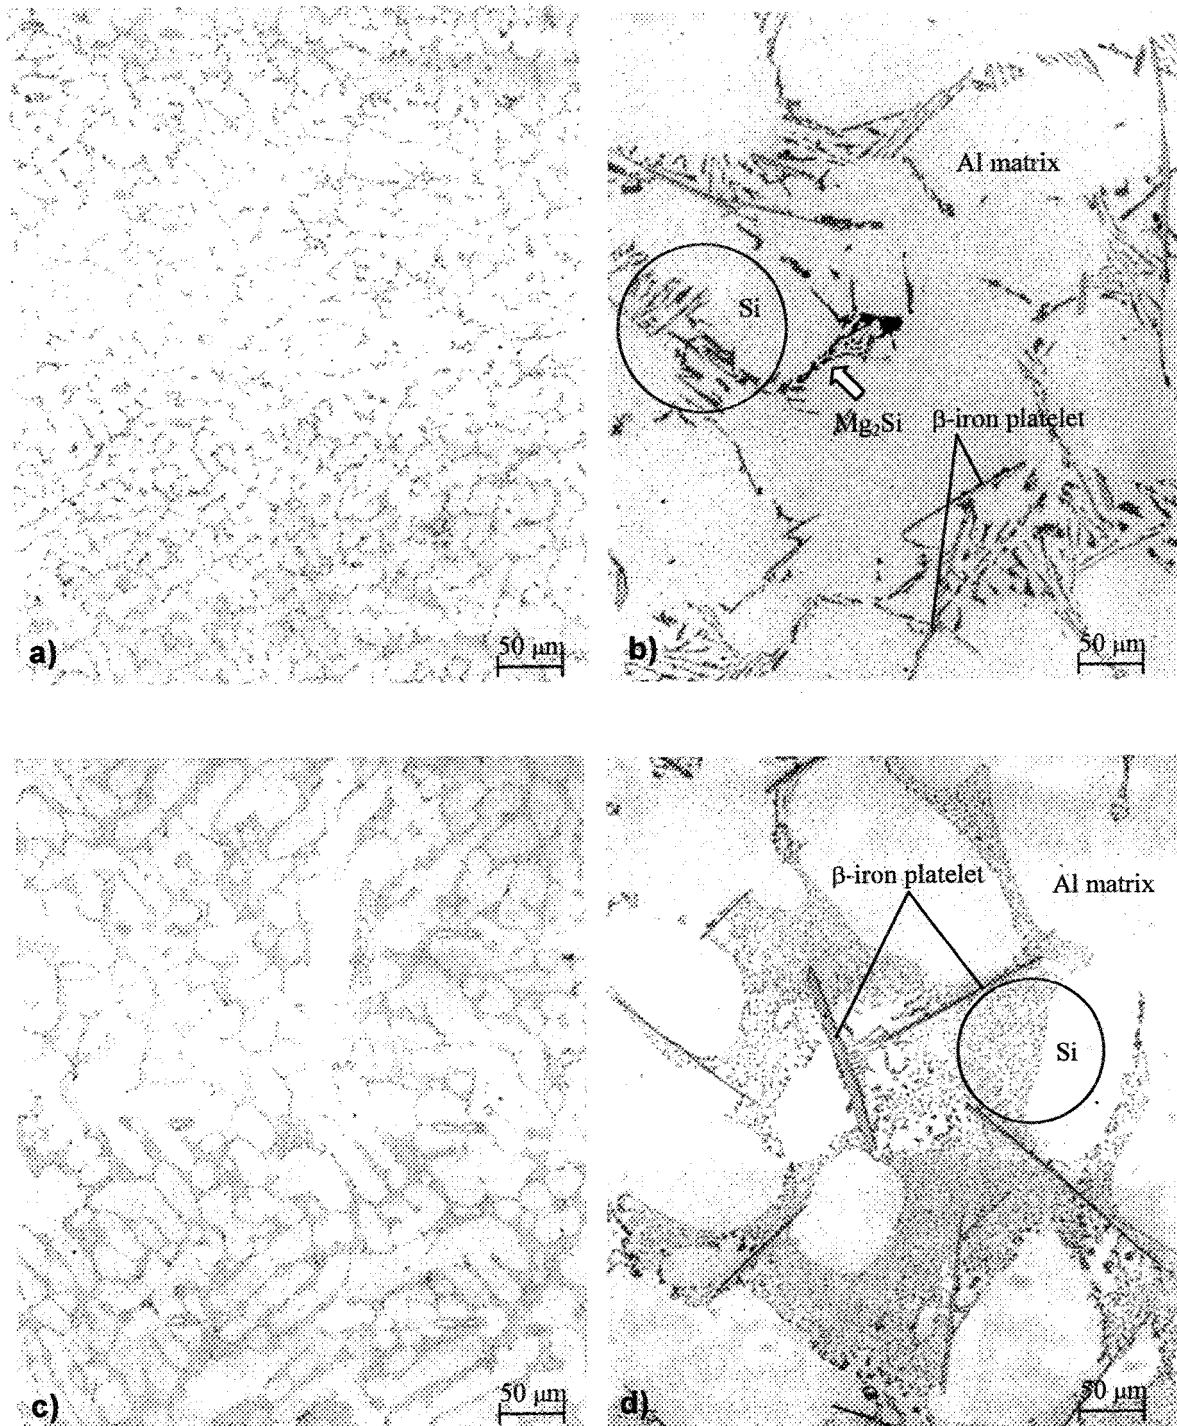 Al matrix
Si
Mg₂Si
β-iron platelet
a)
50 μm
b)
50 μm
β-iron platelet
Al matrix
Si
c)
50 μm
d)
50 μm